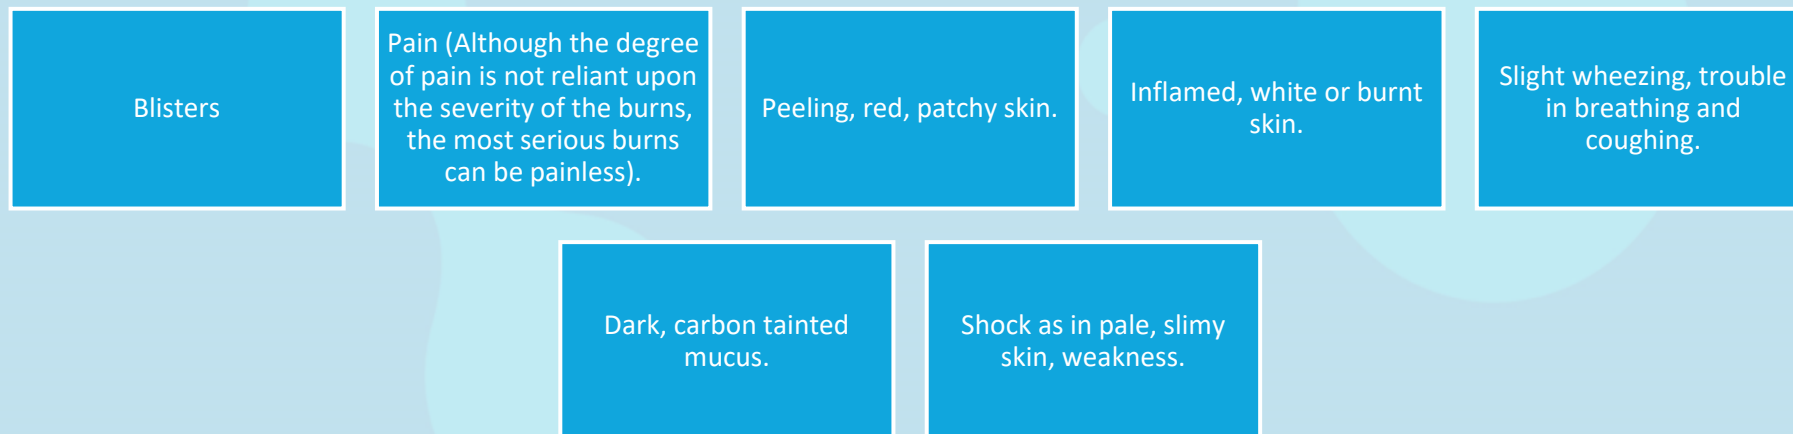 Blisters
Pain (Although the degree
of pain is not reliant upon
the severity of the burns,
the most serious burns
can be painless).
Peeling, red, patchy skin.
Inflamed, white or burnt
skin.
Slight wheezing, trouble
in breathing and
coughing.
Dark, carbon tainted
mucus.
Shock as in pale, slimy
skin, weakness.